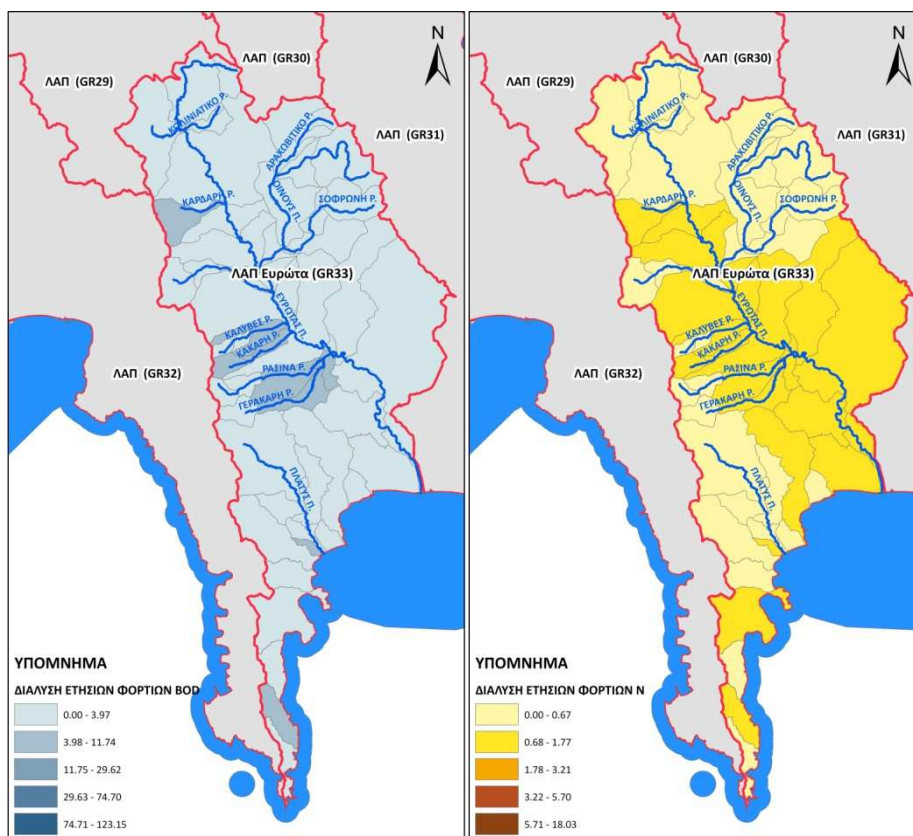 N
ΛΑΠ (GR30)
ΛΑΠ (GR29)
ΛΑΠ (GR31)
ΚΕΛΙΝΙΑΤΙΚΟ Ρ.
ΑΡΑΧΩΒΙΤΙΚΟ Ρ.
ΟΙΝΟΥΣ Π.
ΚΑΡΔΑΡΗ Ρ.
ΣΟΦΡΩΝΗ Ρ.
ΛΑΠ Ευρώτα (GR33)
ΕΥΡΩΤΑΣ Π.
ΚΑΛΥΒΕΣ Ρ.
ΚΑΚΑΡΗ Ρ.
ΛΑΠ (GR32)
ΡΑΣΙΝΑ Ρ.
ΓΕΡΑΚΑΡΗ Ρ.
ΠΛΑΤΥΣ Π.
ΥΠΟΜΝΗΜΑ
ΔΙΑΛΥΣΗ ΕΤΗΣΙΩΝ ΦΟΡΤΙΩΝ BOD
0.00 - 3.97
3.98 - 11.74
11.75 - 29.62
29.63 - 74.70
74.71 - 123.15
N
ΛΑΠ (GR30)
ΛΑΠ (GR29)
ΛΑΠ (GR31)
ΚΕΛΙΝΙΑΤΙΚΟ Ρ.
ΑΡΑΧΩΒΙΤΙΚΟ Ρ.
ΟΙΝΟΥΣ Π.
ΚΑΡΔΑΡΗ Ρ.
ΣΟΦΡΩΝΗ Ρ.
ΛΑΠ Ευρώτα (GR33)
ΕΥΡΩΤΑΣ Π.
ΚΑΛΥΒΕΣ Ρ.
ΚΑΚΑΡΗ Ρ.
ΛΑΠ (GR32)
ΡΑΣΙΝΑ Ρ.
ΓΕΡΑΚΑΡΗ Ρ.
ΠΛΑΤΥΣ Π.
ΥΠΟΜΝΗΜΑ
ΔΙΑΛΥΣΗ ΕΤΗΣΙΩΝ ΦΟΡΤΙΩΝ N
0.00 - 0.67
0.68 - 1.77
1.78 - 3.21
3.22 - 5.70
5.71 - 18.03